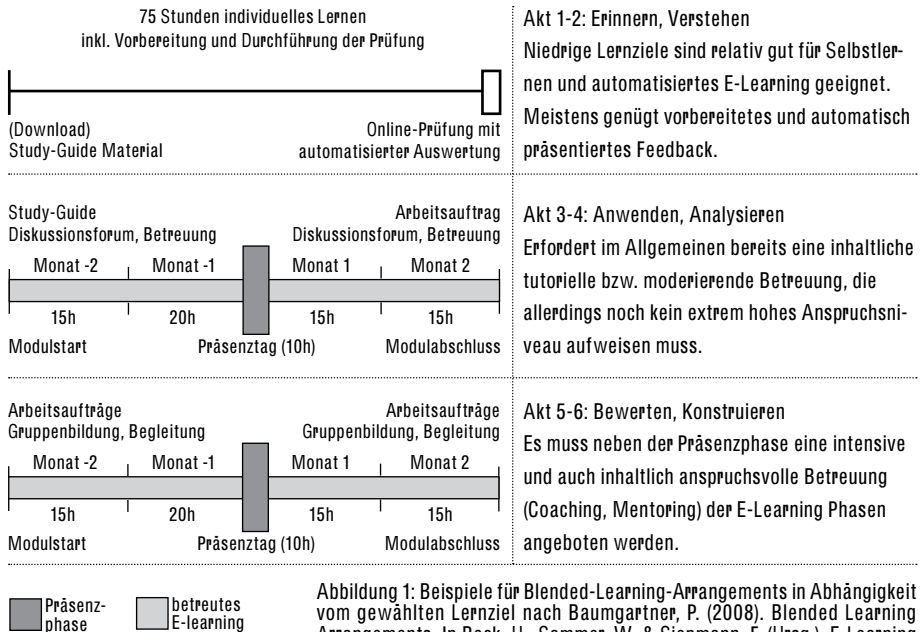 75 Stunden individuelles Lernen
inkl. Vorbereitung und Durchführung der Prüfung
(Download)
Study-Guide Material
Online-Prüfung mit
automatisierter Auswertung
Akt 1-2: Erinnern, Verstehen
Niedrige Lernziele sind relativ gut für Selbstler-
nen und automatisiertes E-Learning geeignet.
Meistens genügt vorbereitetes und automatisch
präsentiertes Feedback.
Study-Guide
Diskussionsforum, Betreuung
Arbeitsauftrag
Diskussionsforum, Betreuung
Monat -2 Monat -1 Monat 1 Monat 2
15h 20h 15h 15h
Modulstart Präsenztag (10h) Modulabschluss
Akt 3-4: Anwenden, Analysieren
Erfordert im Allgemeinen bereits eine inhaltliche
tutorielle bzw. moderierende Betreuung, die
allerdings noch kein extrem hohes Anspruchsni-
veau aufweisen muss.
Arbeitsaufträge
Gruppenbildung, Begleitung
Arbeitsaufträge
Gruppenbildung, Begleitung
Monat -2 Monat -1 Monat 1 Monat 2
15h 20h 15h 15h
Modulstart Präsenztag (10h) Modulabschluss
Akt 5-6: Bewerten, Konstruieren
Es muss neben der Präsenzphase eine intensive
und auch inhaltlich anspruchsvolle Betreuung
(Coaching, Mentoring) der E-Learning Phasen
angeboten werden.
Präsenz-
phase
betreutes
E-learning
Abbildung 1: Beispiele für Blended-Learning-Arrangements in Abhängigkeit
vom gewählten Lernziel nach Baumgartner, P. (2008). Blended Learning